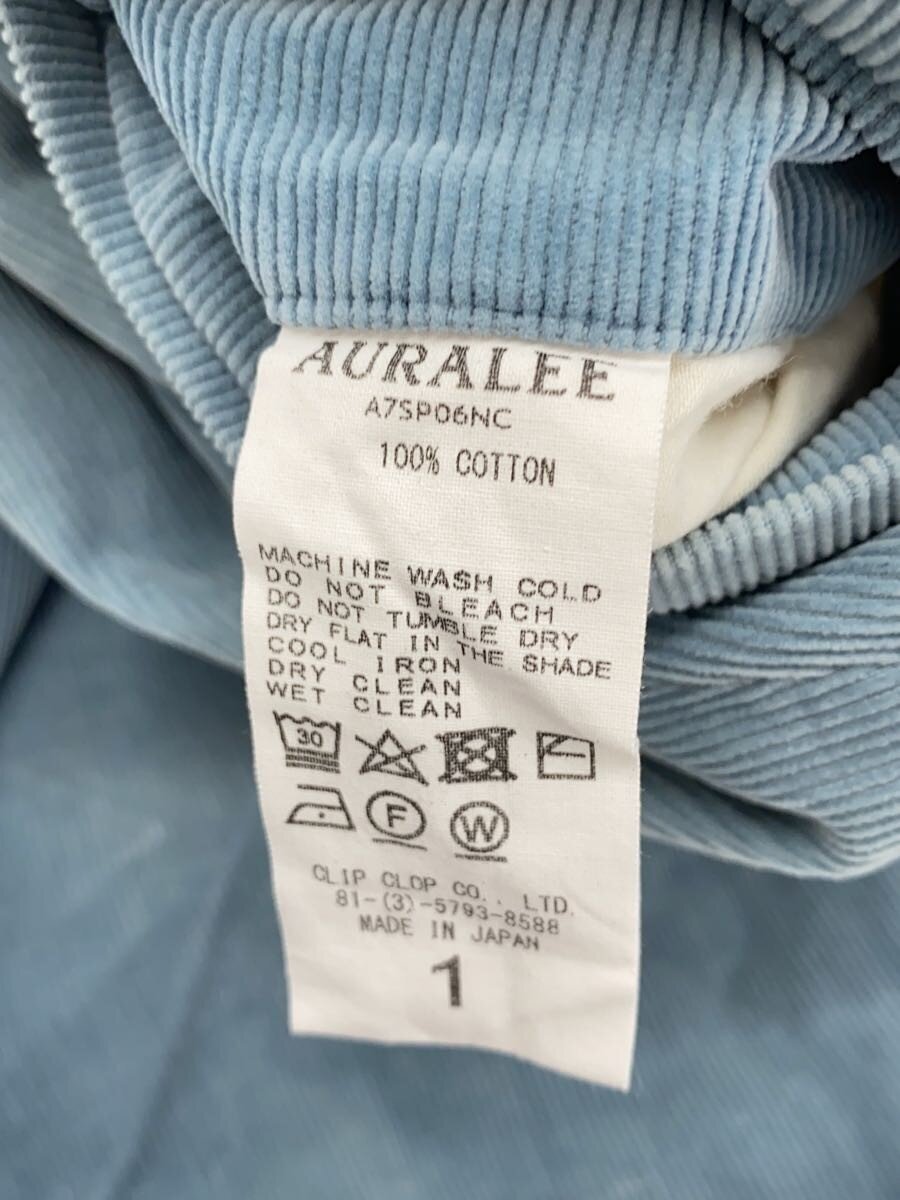 AURALEE
A7SP06NC
100% COTTON
MACHINE WASH COLD
DO NOT BLEACH
DO NOT TUMBLE DRY
DRY FLAT IN THE SHADE
COOL IRON
DRY CLEAN
WET CLEAN
30
F W
CLIP CLOP CO., LTD.
81-(3)-5793-8588
MADE IN JAPAN
1